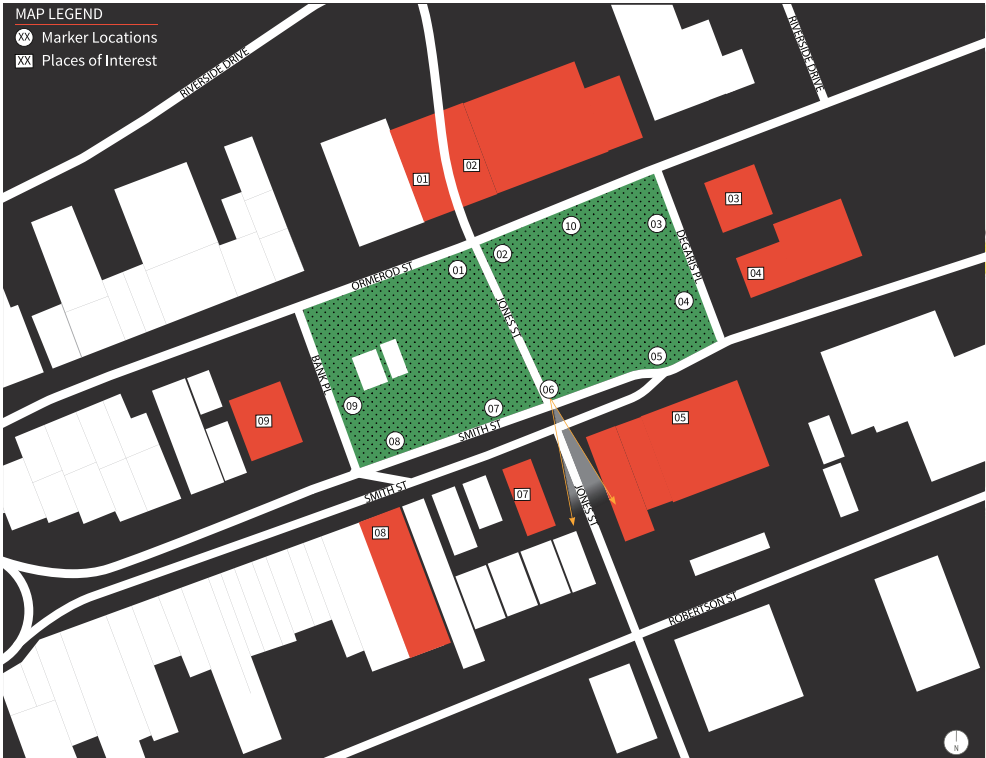 MAP LEGEND
XX Marker Locations
XX Places of Interest
RIVERSIDE DRIVE
RIVERSIDE DRIVE
01
02
03
04
10
03
02
01
ORMEROD ST
DEGARIS PL
JONES ST
04
BANK PL
05
06
09
07
08
SMITH ST
09
05
SMITH ST
07
JONES ST
08
ROBERTSON ST
N